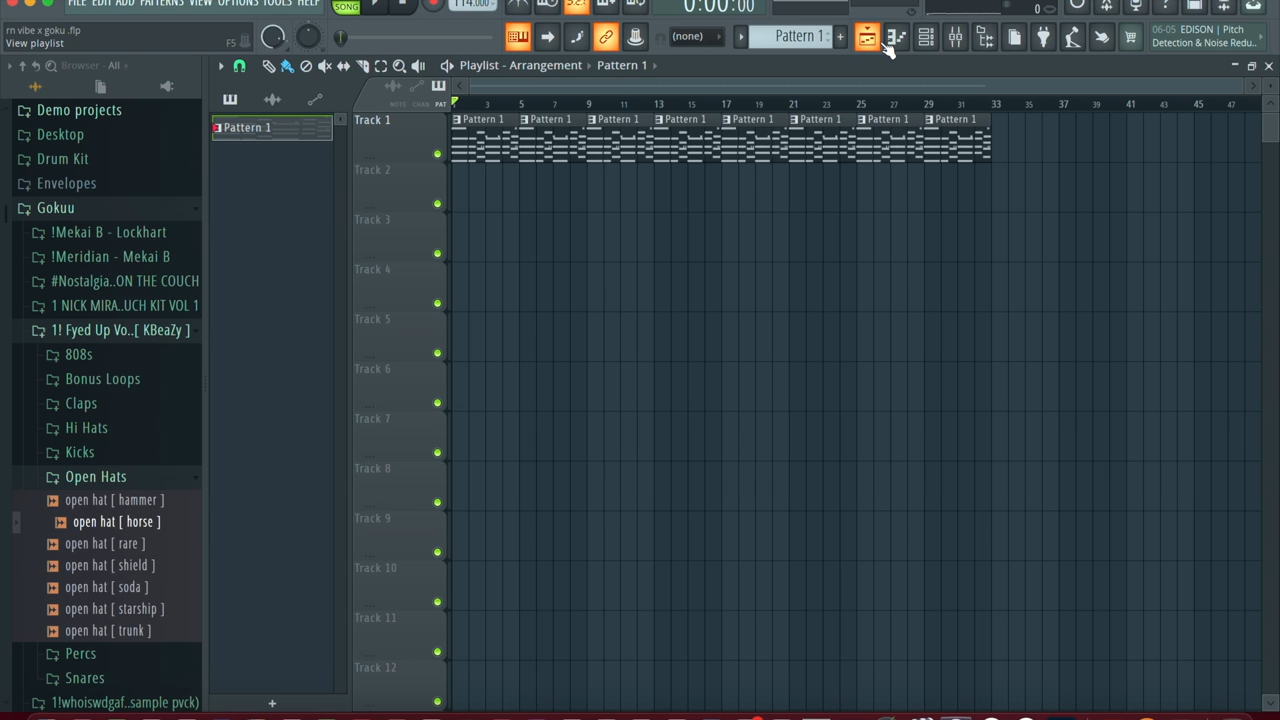 FILE EDIT ADD PATTERNS VIEW OPTIONS TOOLS HELP
SONG
114.000
0:00:00
0
rn vibe x goku .flp
View playlist
F5
(none)
Pattern 1
+
06-05 EDISON | Pitch
Detection & Noise Redu..
Browser - All
Playlist - Arrangement
Pattern 1
NOTE CHAN PAT
3 5 7 9 11 13 15 17 19 21 23 25 27 29 31 33 35 37 39 41 43 45 47
Demo projects
Desktop
Drum Kit
Envelopes
Gokuu
!Mekai B - Lockhart
!Meridian - Mekai B
#Nostalgia..ON THE COUCH
1 NICK MIRA..UCH KIT VOL 1
1! Fyed Up Vo..[ KBeaZy ]
808s
Bonus Loops
Claps
Hi Hats
Kicks
Open Hats
open hat [ hammer ]
open hat [ horse ]
open hat [ rare ]
open hat [ shield ]
open hat [ soda ]
open hat [ starship ]
open hat [ trunk ]
Percs
Snares
1!whoiswdgaf..sample pvck)
Pattern 1
+
Track 1
Pattern 1 Pattern 1 Pattern 1 Pattern 1 Pattern 1 Pattern 1 Pattern 1 Pattern 1
Track 2
Track 3
Track 4
Track 5
Track 6
Track 7
Track 8
Track 9
Track 10
Track 11
Track 12